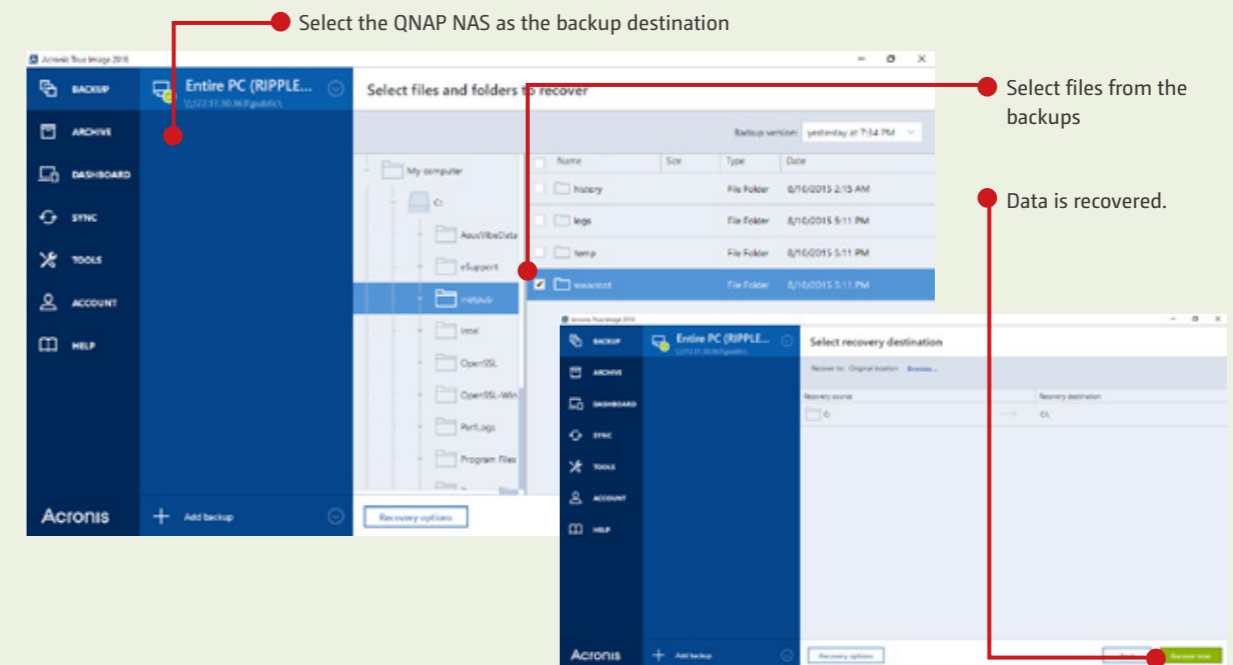 Select the QNAP NAS as the backup destination
Acronis True Image 2016
BACKUP
ARCHIVE
DASHBOARD
SYNC
TOOLS
ACCOUNT
HELP
Acronis
Entire PC (RIPPLE...
Add backup
Select files and folders to recover
Backup version: yesterday at 7:34 PM
My computer
C:
AsusVibeData
eSupport
inetpub
Intel
OpenSSL
OpenSSL-Win
PerfLogs
Program Files
Name Size Type Date
history File Folder 8/10/2015 2:15 AM
logs File Folder 8/10/2015 5:11 PM
temp File Folder 8/10/2015 5:11 PM
wwwroot File Folder 8/10/2015 5:11 PM
Recovery options
Select files from the
backups
Data is recovered.
Acronis True Image 2016
BACKUP
ARCHIVE
DASHBOARD
SYNC
TOOLS
ACCOUNT
HELP
Acronis
Entire PC (RIPPLE...
Add backup
Select recovery destination
Recover to: Original location Browse...
Recovery source Recovery destination
C: C:\
Recovery options
Recover now